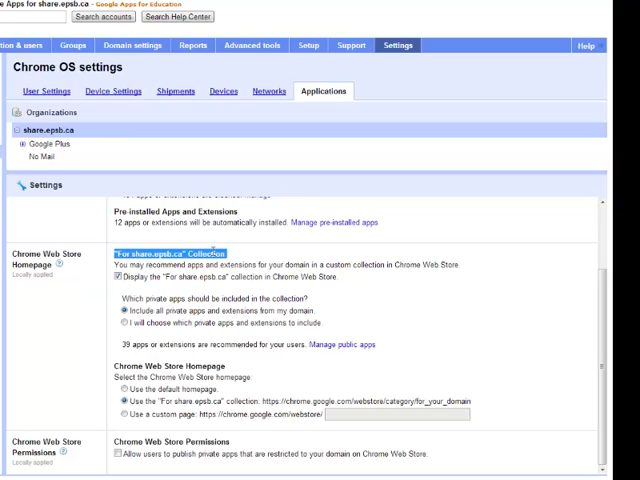 e Apps for share.epsb.ca - Google Apps for Education
Search accounts Search Help Center
tion & users Groups Domain settings Reports Advanced tools Setup Support Settings Help
Chrome OS settings
User Settings Device Settings Shipments Devices Networks Applications
Organizations
share.epsb.ca
Google Plus
No Mail
Settings
Pre-installed Apps and Extensions
12 apps or extensions will be automatically installed. Manage pre-installed apps
Chrome Web Store Homepage
Locally applied
"For share.epsb.ca" Collection
You may recommend apps and extensions for your domain in a custom collection in Chrome Web Store.
Display the "For share.epsb.ca" collection in Chrome Web Store.
Which private apps should be included in the collection?
Include all private apps and extensions from my domain.
I will choose which private apps and extensions to include.
39 apps or extensions are recommended for your users. Manage public apps
Chrome Web Store Homepage
Select the Chrome Web Store homepage:
Use the default homepage.
Use the "For share.epsb.ca" collection: https://chrome.google.com/webstore/category/for_your_domain
Use a custom page: https://chrome.google.com/webstore/
Chrome Web Store Permissions
Locally applied
Chrome Web Store Permissions
Allow users to publish private apps that are restricted to your domain on Chrome Web Store.